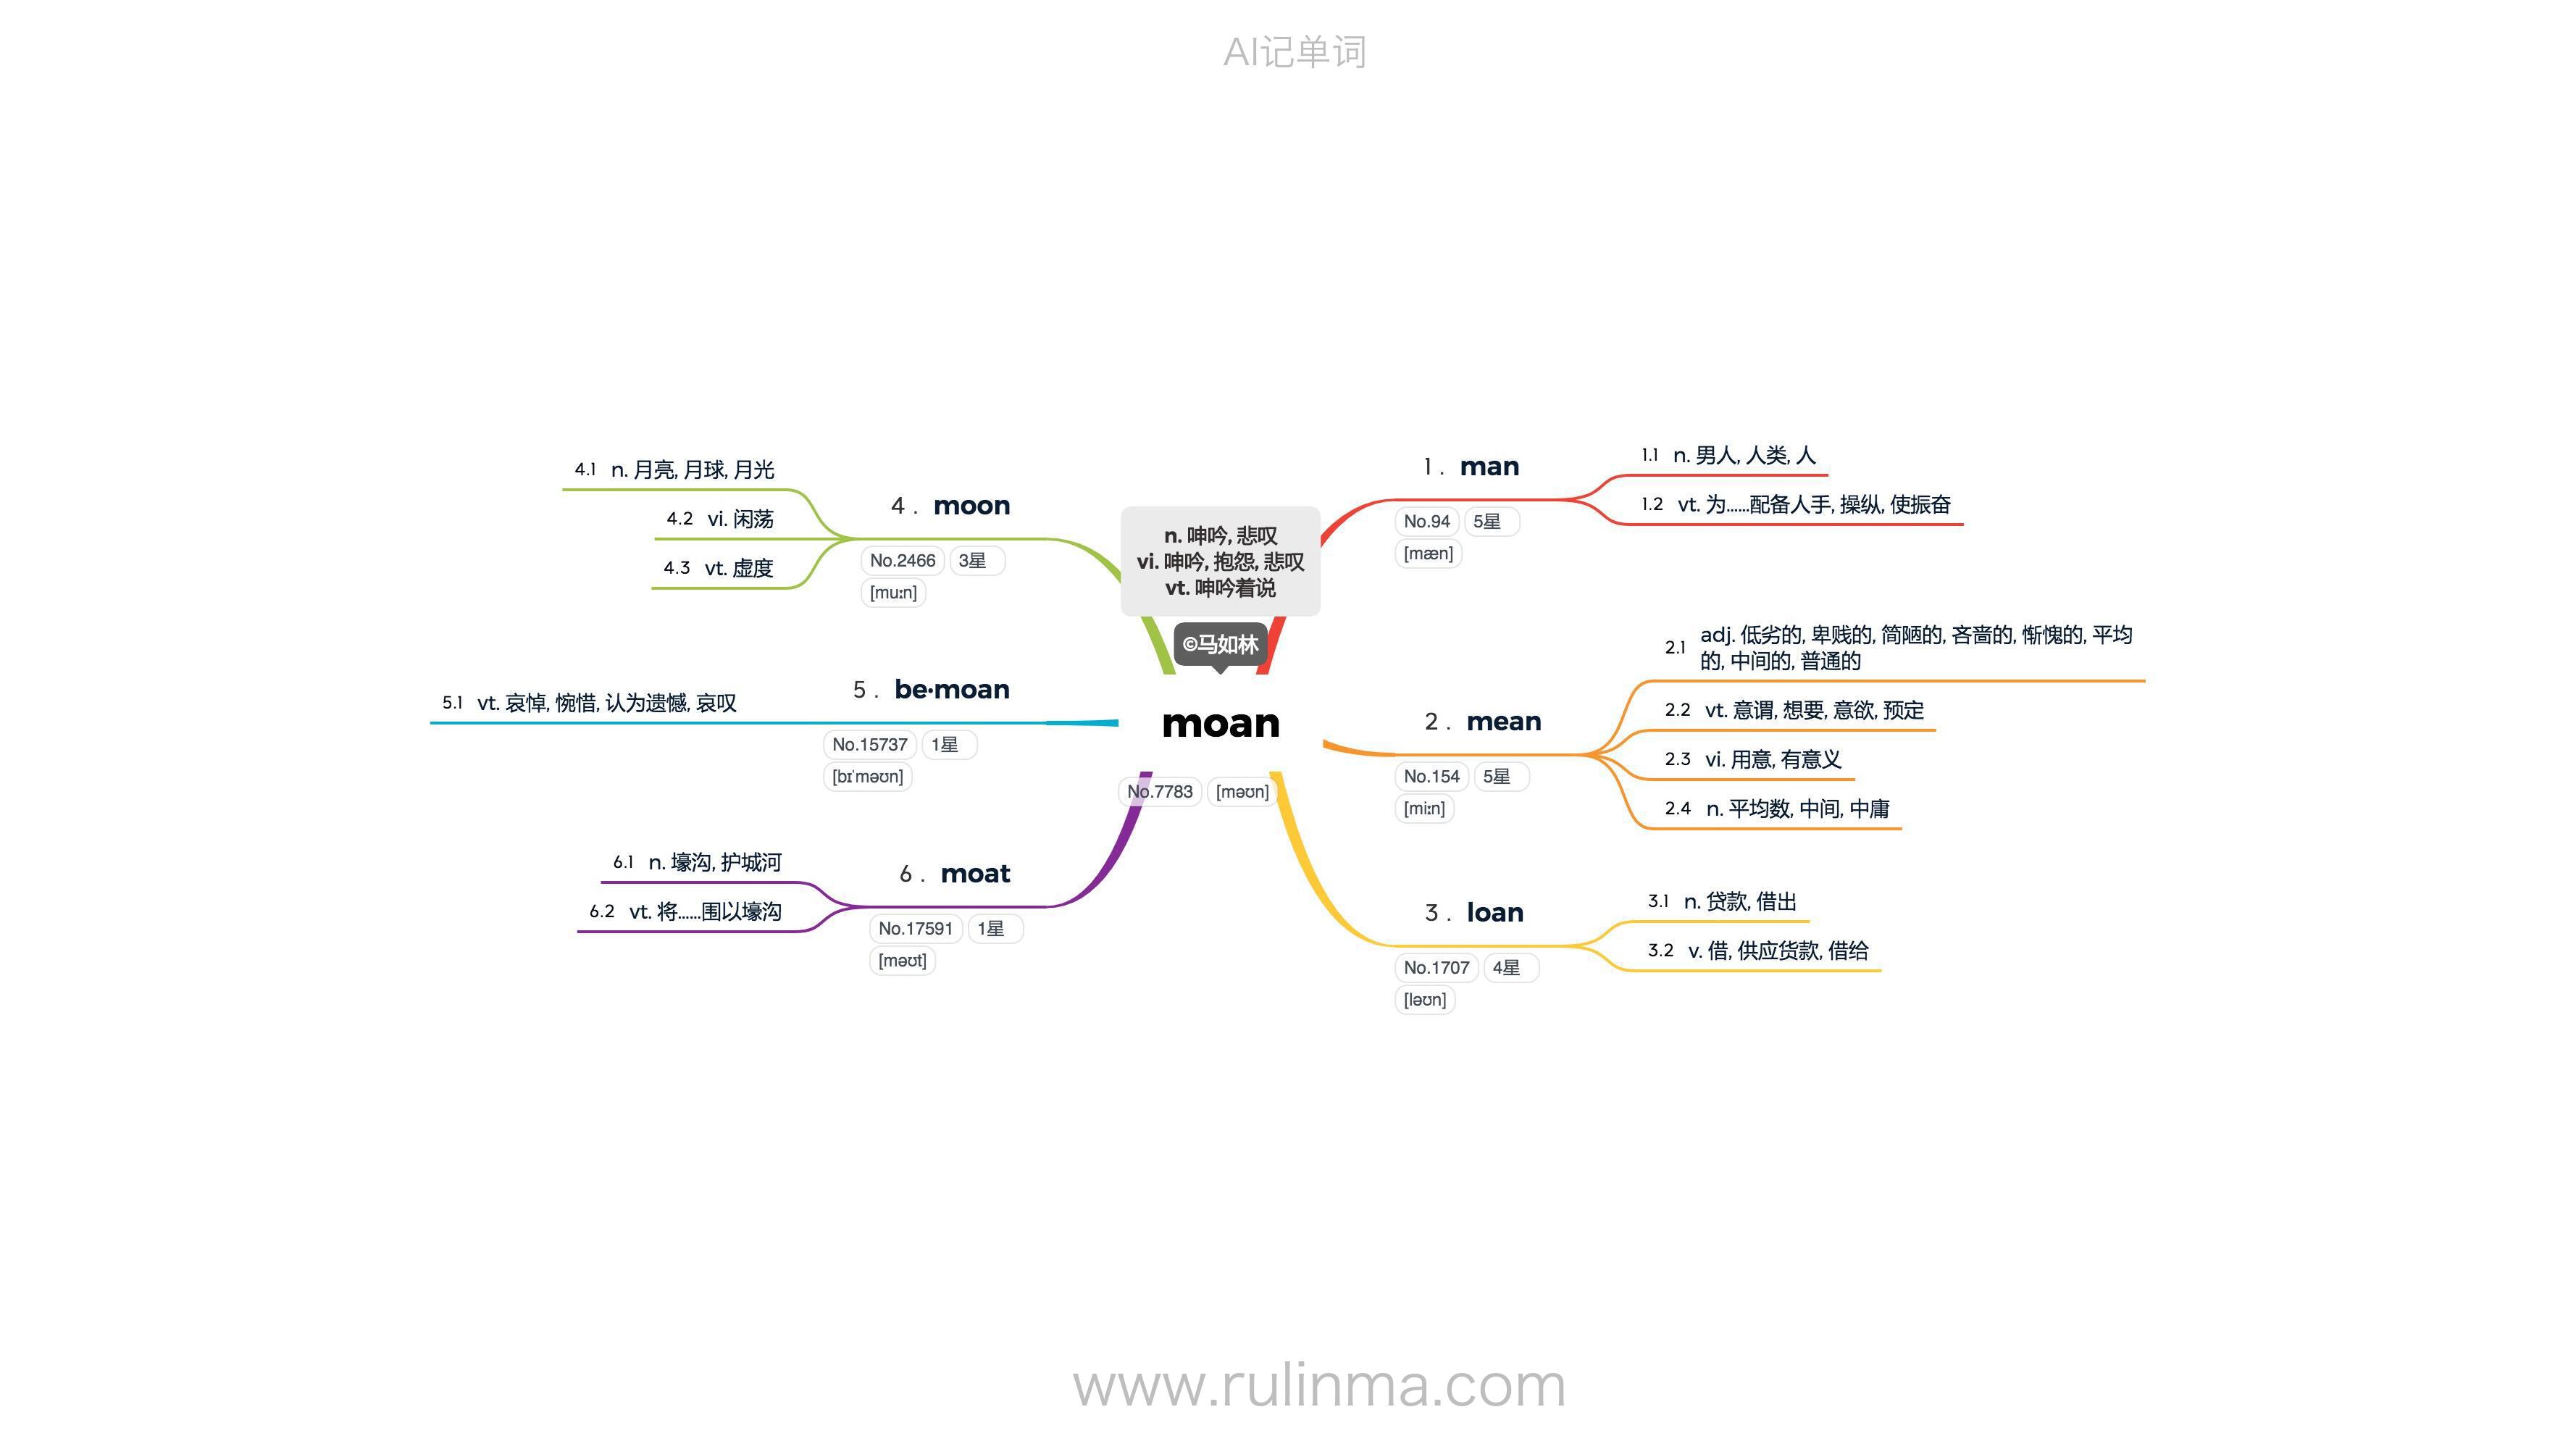 AI记单词
n. 呻吟, 悲叹
vi. 呻吟, 抱怨, 悲叹
vt. 呻吟着说
©马如林
moan
No.7783 [məʊn]
1. man
No.94 5星
[mæn]
1.1 n. 男人, 人类, 人
1.2 vt. 为……配备人手, 操纵, 使振奋
2. mean
No.154 5星
[miːn]
2.1 adj. 低劣的, 卑贱的, 简陋的, 吝啬的, 惭愧的, 平均
的, 中间的, 普通的
2.2 vt. 意谓, 想要, 意欲, 预定
2.3 vi. 用意, 有意义
2.4 n. 平均数, 中间, 中庸
3. loan
No.1707 4星
[ləʊn]
3.1 n. 贷款, 借出
3.2 v. 借, 供应货款, 借给
4. moon
No.2466 3星
[muːn]
4.1 n. 月亮, 月球, 月光
4.2 vi. 闲荡
4.3 vt. 虚度
5. be·moan
No.15737 1星
[bɪˈməʊn]
5.1 vt. 哀悼, 惋惜, 认为遗憾, 哀叹
6. moat
No.17591 1星
[məʊt]
6.1 n. 壕沟, 护城河
6.2 vt. 将……围以壕沟
www.rulinma.com